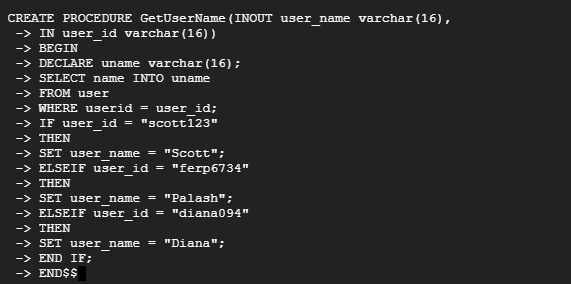 CREATE PROCEDURE GetUserName(INOUT user_name varchar(16),
-> IN user_id varchar(16))
-> BEGIN
-> DECLARE uname varchar(16);
-> SELECT name INTO uname
-> FROM user
-> WHERE userid = user_id;
-> IF user_id = "scott123"
-> THEN
-> SET user_name = "Scott";
-> ELSEIF user_id = "ferp6734"
-> THEN
-> SET user_name = "Palash";
-> ELSEIF user_id = "diana094"
-> THEN
-> SET user_name = "Diana";
-> END IF;
-> END$$